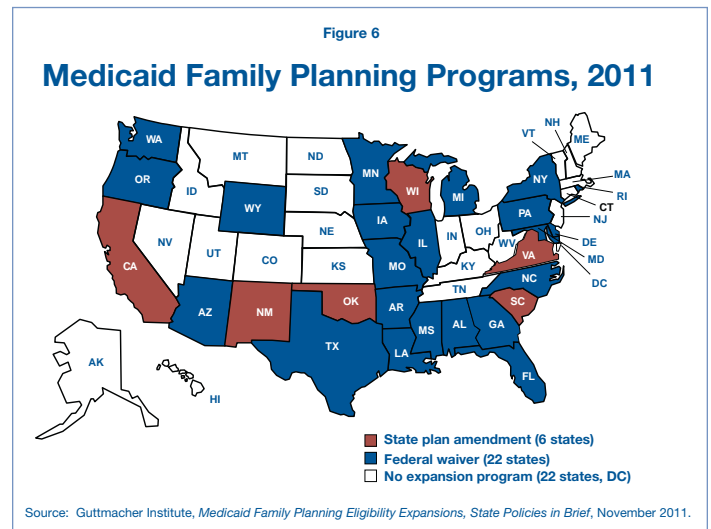 Figure 6
Medicaid Family Planning Programs, 2011
NH
VT
ME
WA
MT
ND
MN
MA
OR
ID
SD
WI
NY
RI
MI
CT
WY
PA
NJ
IA
NE
OH
DE
NV
IL
IN
WV
MD
UT
CO
VA
CA
KS
MO
KY
DC
NC
TN
OK
SC
AZ
NM
AR
MS
AL
GA
TX
LA
AK
FL
HI
State plan amendment (6 states)
Federal waiver (22 states)
No expansion program (22 states, DC)
Source: Guttmacher Institute, Medicaid Family Planning Eligibility Expansions, State Policies in Brief, November 2011.